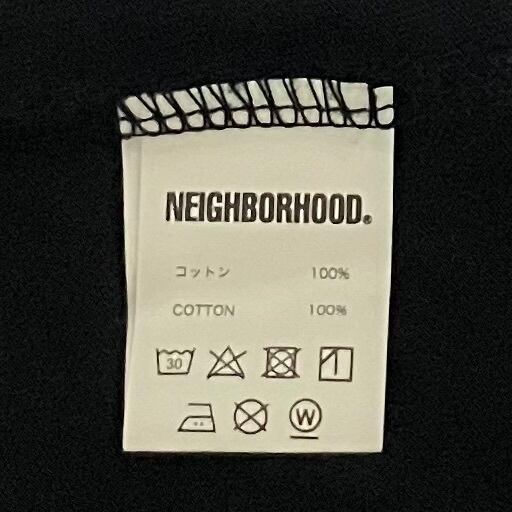 NEIGHBORHOOD®
コットン 100%
COTTON 100%
30
W